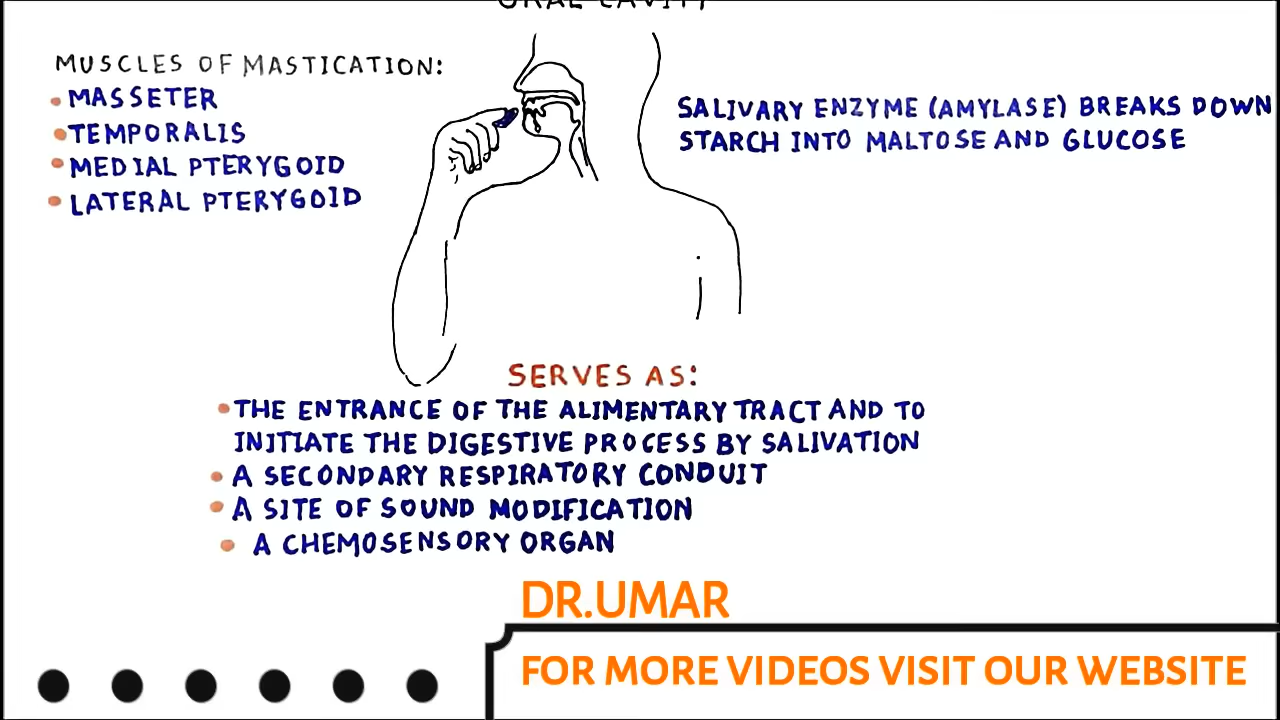 ORAL CAVITY
MUSCLES OF MASTICATION:
MASSETER
TEMPORALIS
MEDIAL PTERYGOID
LATERAL PTERYGOID
SALIVARY ENZYME (AMYLASE) BREAKS DOWN
STARCH INTO MALTOSE AND GLUCOSE
SERVES AS:
THE ENTRANCE OF THE ALIMENTARY TRACT AND TO
INITIATE THE DIGESTIVE PROCESS BY SALIVATION
A SECONDARY RESPIRATORY CONDUIT
A SITE OF SOUND MODIFICATION
A CHEMOSENSORY ORGAN
DR.UMAR
FOR MORE VIDEOS VISIT OUR WEBSITE